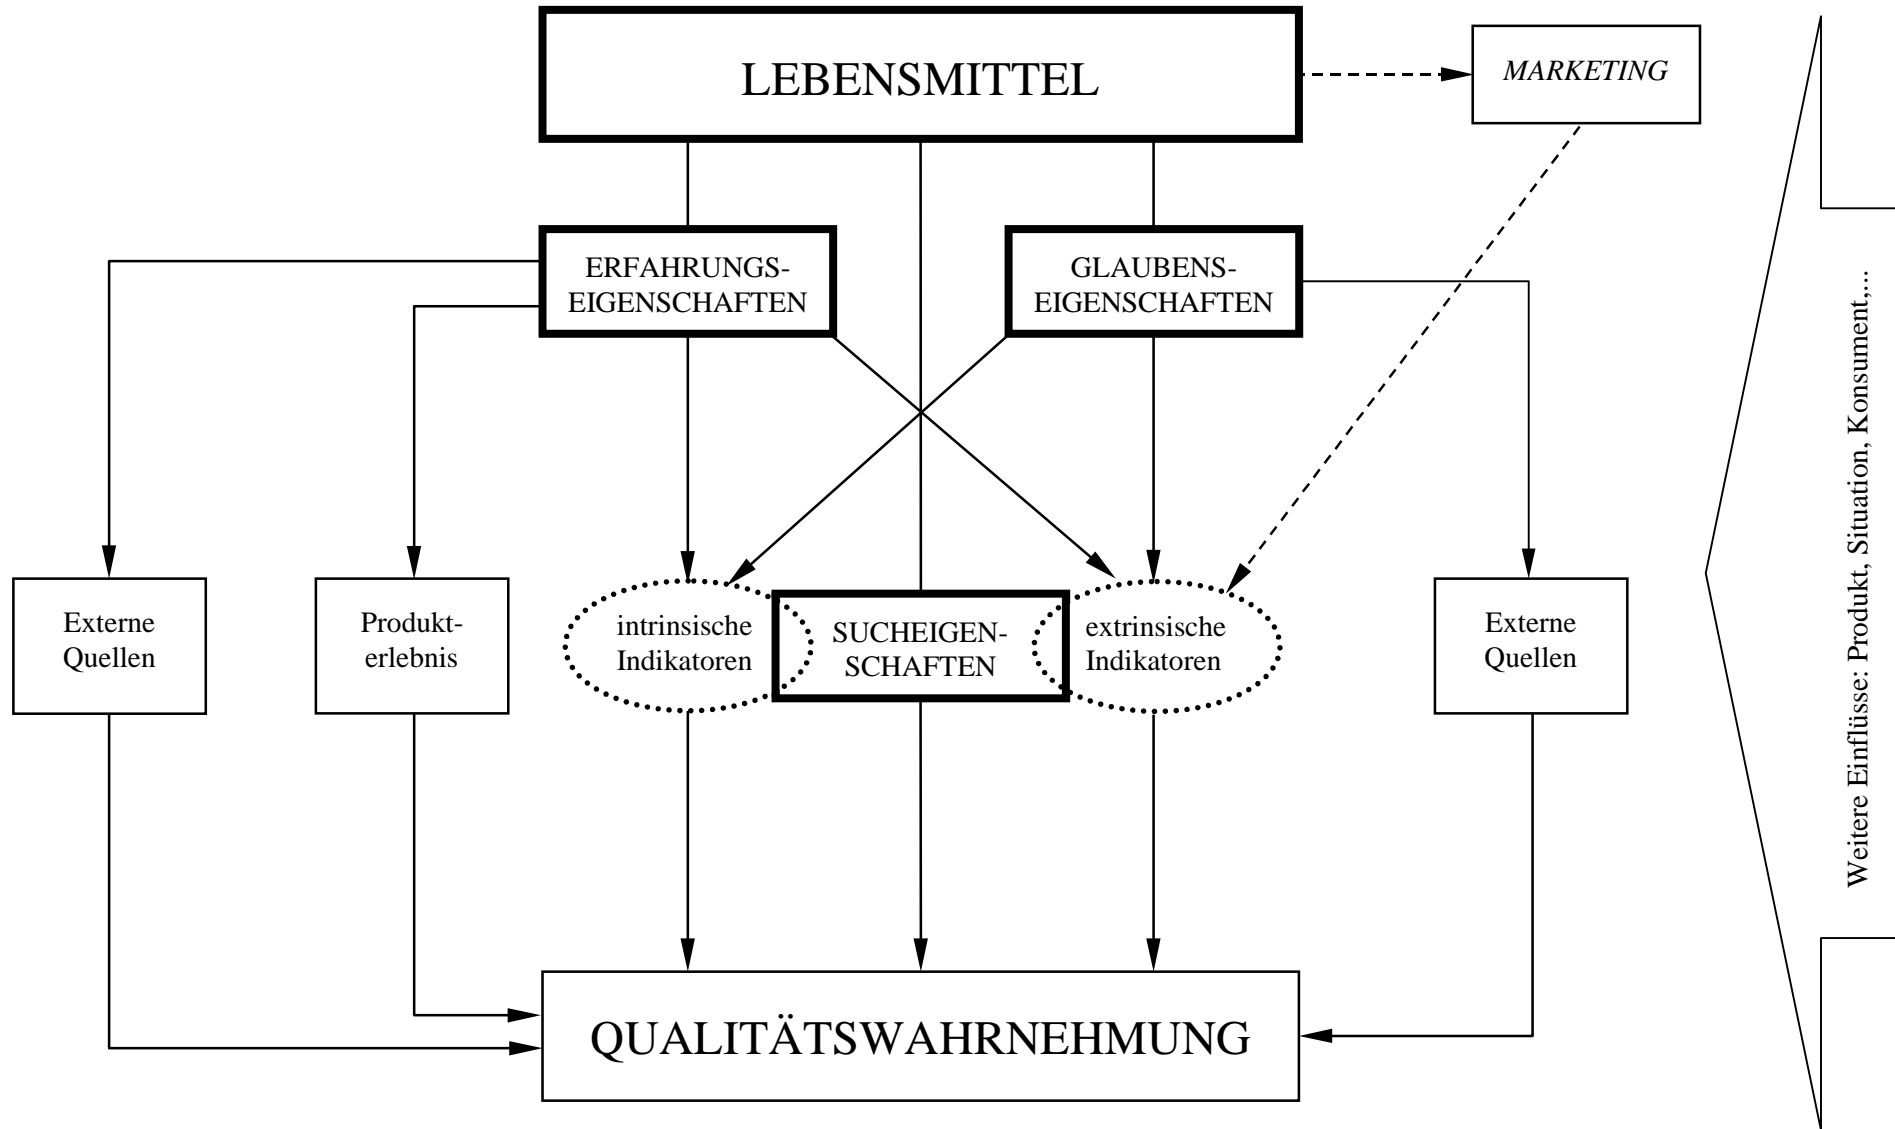 LEBENSMITTEL
MARKETING
ERFAHRUNGS-
EIGENSCHAFTEN
GLAUBENS-
EIGENSCHAFTEN
Externe
Quellen
Produkt-
erlebnis
intrinsische
Indikatoren
SUCHEIGEN-
SCHAFTEN
extrinsische
Indikatoren
Externe
Quellen
QUALITÄTSWAHRNEHMUNG
Weitere Einflüsse: Produkt, Situation, Konsument,...